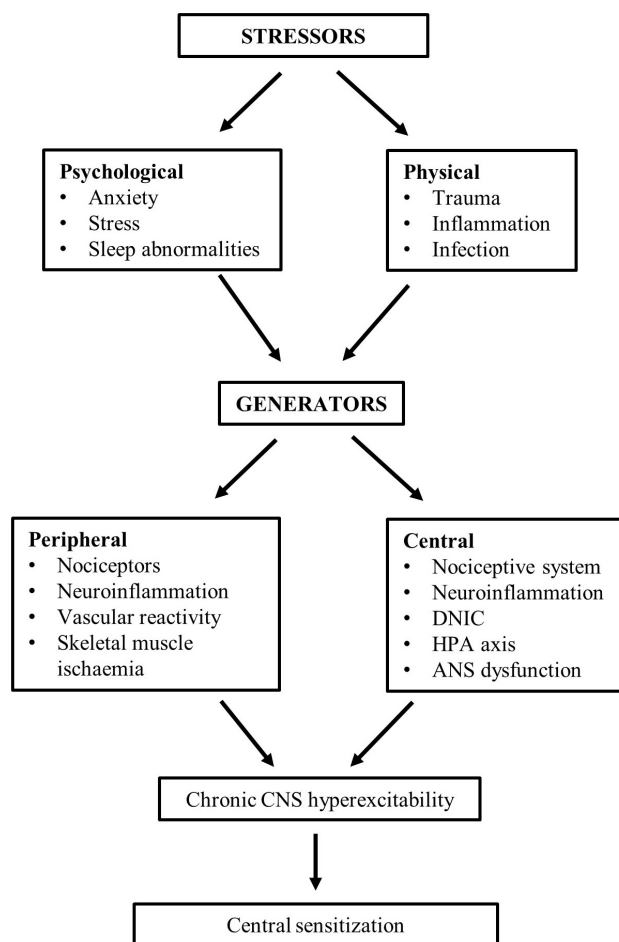 STRESSORS
Psychological
• Anxiety
• Stress
• Sleep abnormalities
Physical
• Trauma
• Inflammation
• Infection
GENERATORS
Peripheral
• Nociceptors
• Neuroinflammation
• Vascular reactivity
• Skeletal muscle
ischaemia
Central
• Nociceptive system
• Neuroinflammation
• DNIC
• HPA axis
• ANS dysfunction
Chronic CNS hyperexcitability
Central sensitization